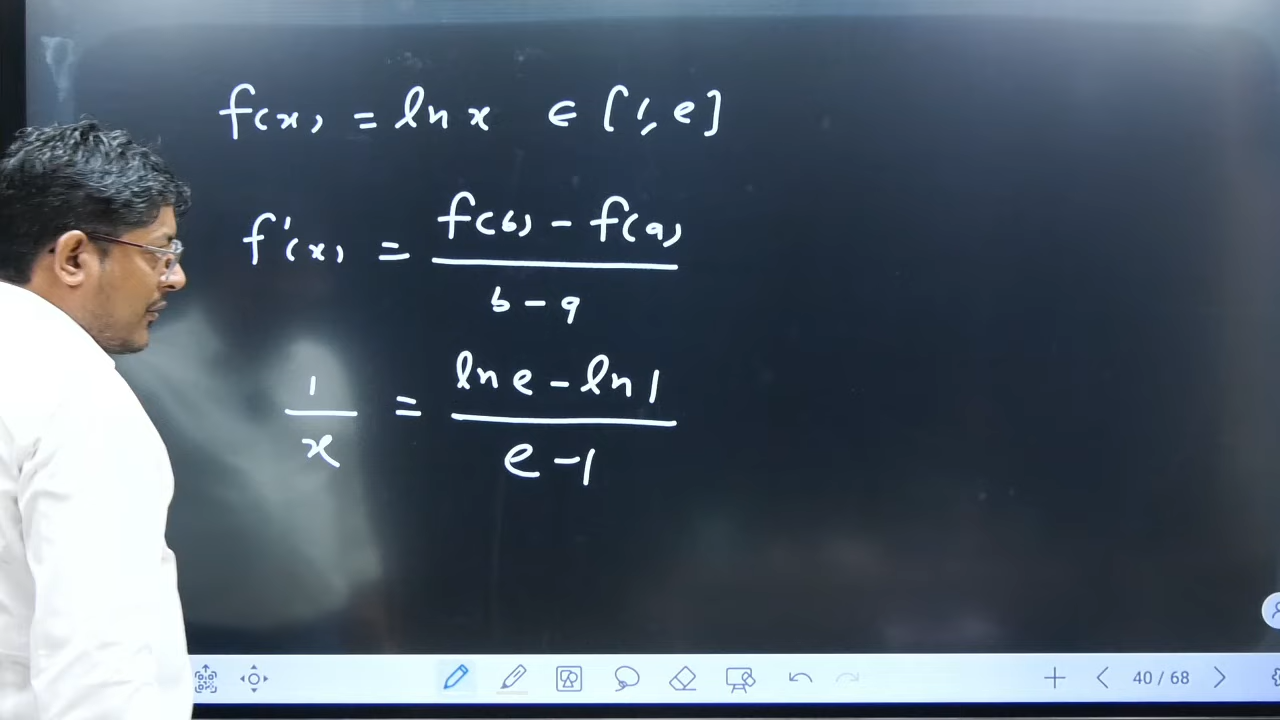 f(x) = ln x ∈ [1, e]
f'(x) = f(b) - f(a) / b - a
1 / x = ln e - ln 1 / e - 1
40 / 68